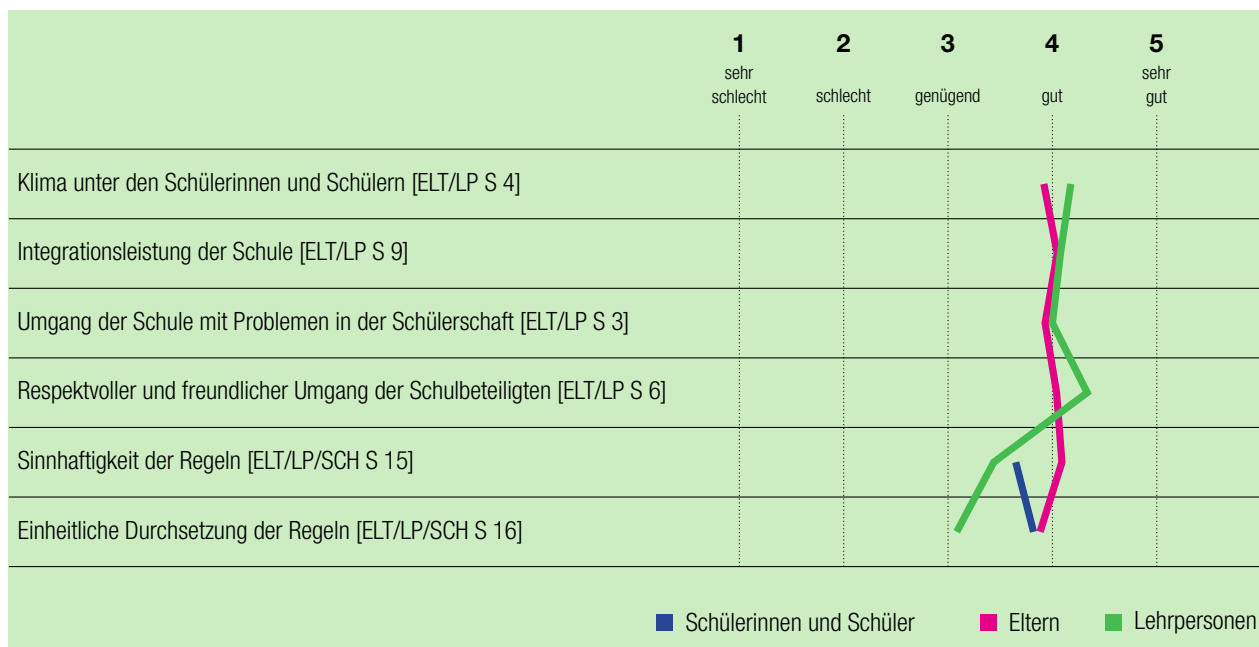 1 2 3 4 5
sehr schlecht schlecht genügend gut sehr gut
Klima unter den Schülerinnen und Schülern [ELT/LP S 4]
Integrationsleistung der Schule [ELT/LP S 9]
Umgang der Schule mit Problemen in der Schülerschaft [ELT/LP S 3]
Respektvoller und freundlicher Umgang der Schulbeteiligten [ELT/LP S 6]
Sinnhaftigkeit der Regeln [ELT/LP/SCH S 15]
Einheitliche Durchsetzung der Regeln [ELT/LP/SCH S 16]
Schülerinnen und Schüler Eltern Lehrpersonen